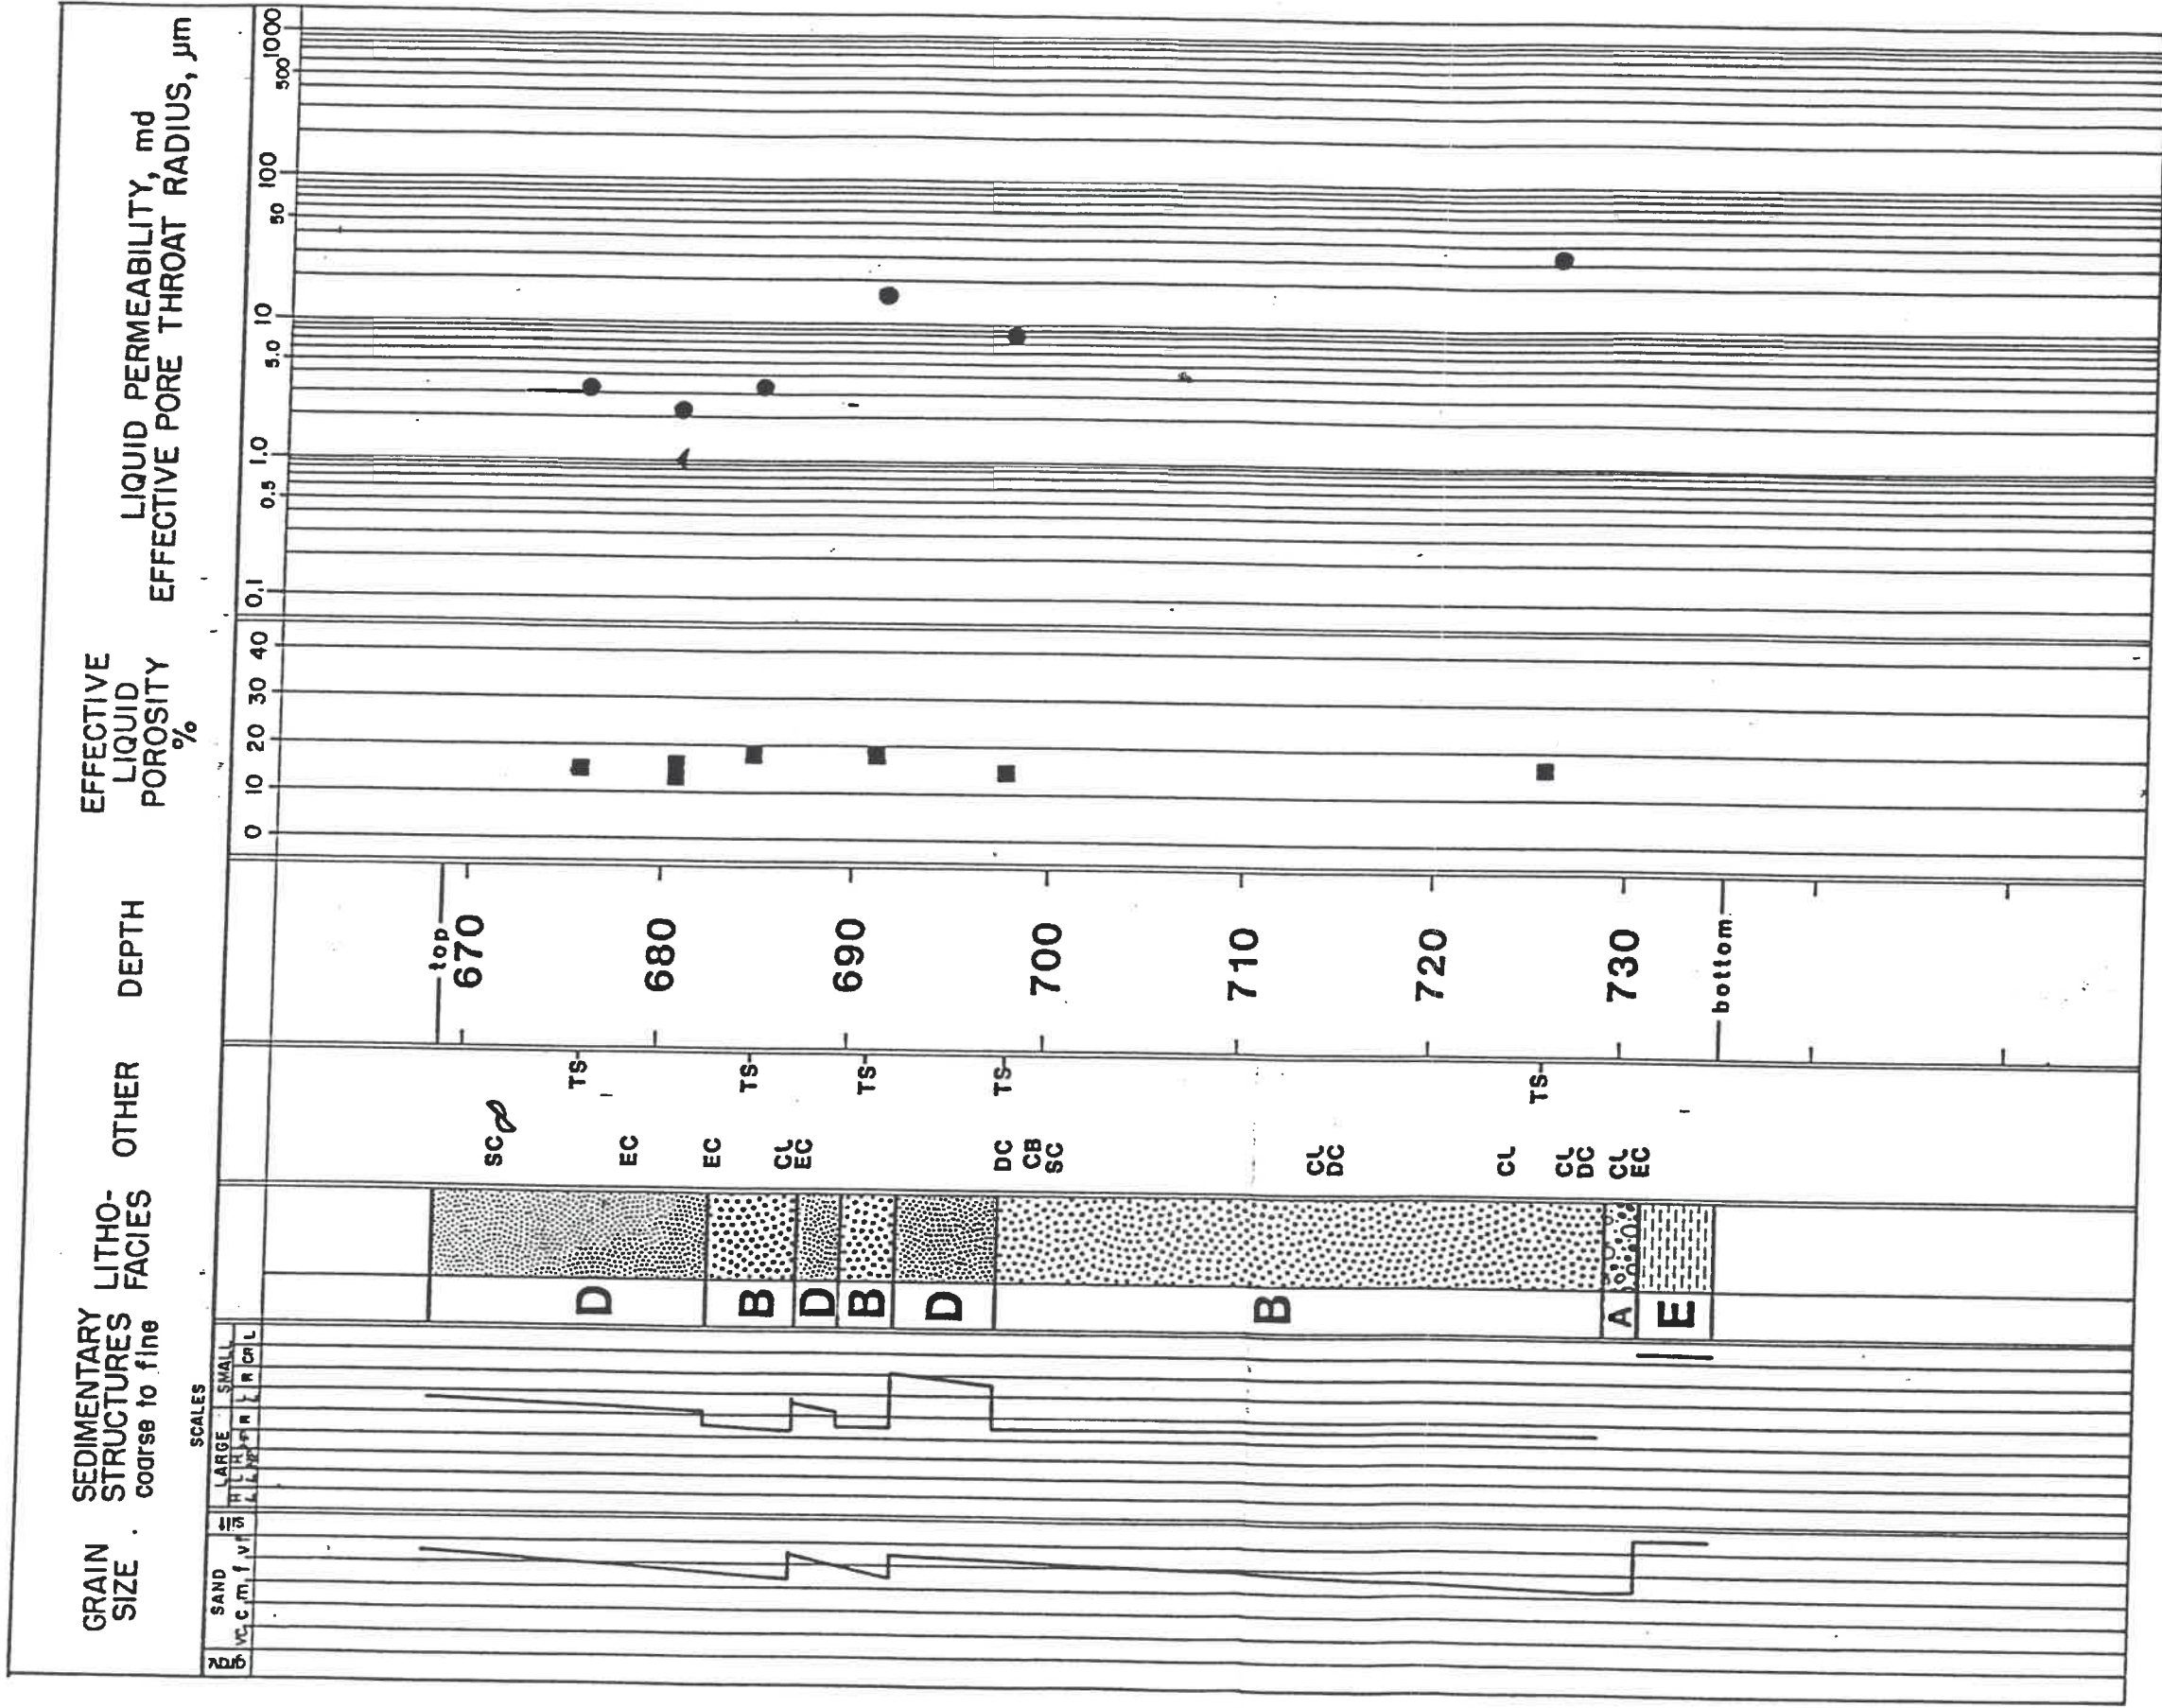 GRAIN
SIZE .
SEDIMENTARY
STRUCTURES
coarse to fine
LITHO-
FACIES
OTHER
DEPTH
EFFECTIVE
LIQUID
POROSITY
%
LIQUID PERMEABILITY, md
EFFECTIVE PORE THROAT RADIUS, µm
SCALES
SAND
LARGE
SMALL
vc c m f vf
R CR L
0 10 20 30 40
0.1 0.5 1.0 5.0 10 50 100 500 1000
top
670
SC
TS-
EC
D
680
EC
TS-
B
CL
EC
D
690
TS-
B
D
TS-
DC
CB
SC
700
710
B
CL
DC
720
CL
TS-
CL
DC
730
CL
EC
A
E
bottom